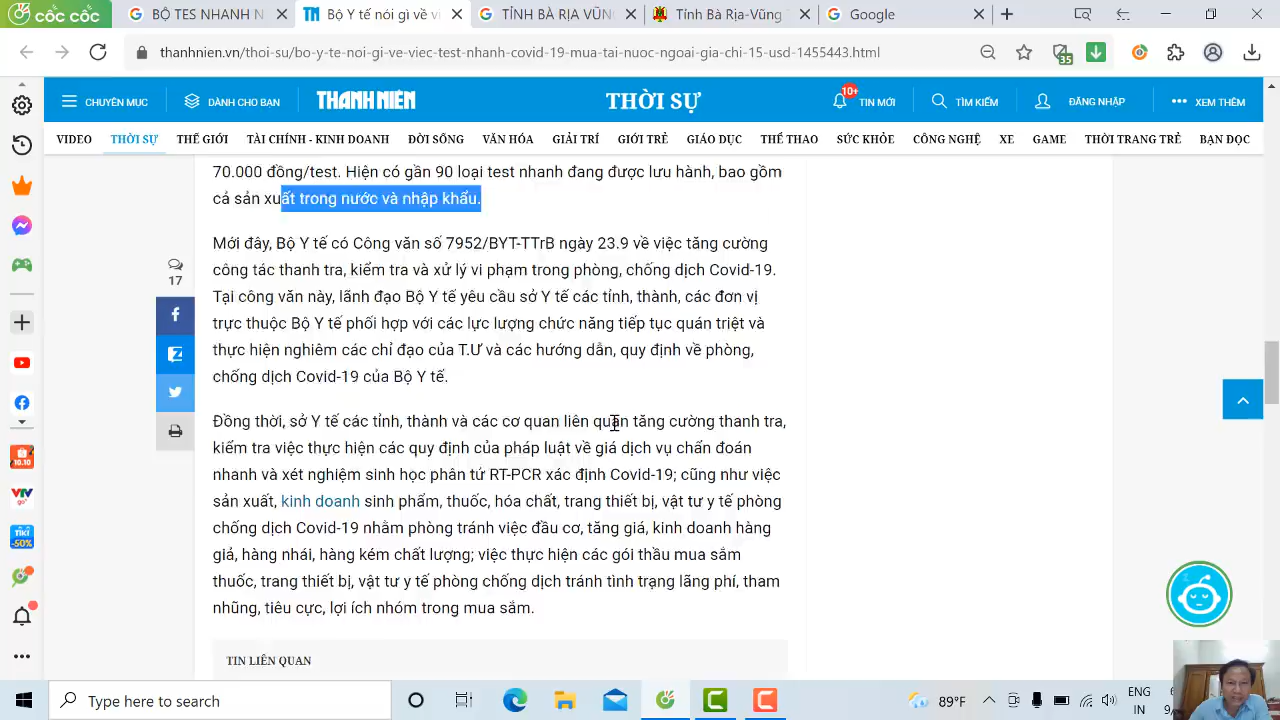 cốc cốc
BỘ TES NHANH N
Bộ Y tế nói gì về vi
TỈNH BÀ RỊA VŨNG
Tỉnh Bà Rịa-Vũng T
Google
thanhnien.vn/thoi-su/bo-y-te-noi-gi-ve-viec-test-nhanh-covid-19-mua-tai-nuoc-ngoai-gia-chi-15-usd-1455443.html
35
CHUYÊN MỤC
DÀNH CHO BẠN
THANH NIÊN
THỜI SỰ
10+
TIN MỚI
TÌM KIẾM
ĐĂNG NHẬP
XEM THÊM
VIDEO THỜI SỰ THẾ GIỚI TÀI CHÍNH - KINH DOANH ĐỜI SỐNG VĂN HÓA GIẢI TRÍ GIỚI TRẺ GIÁO DỤC THỂ THAO SỨC KHỎE CÔNG NGHỆ XE GAME THỜI TRANG TRẺ BẠN ĐỌC
70.000 đồng/test. Hiện có gần 90 loại test nhanh đang được lưu hành, bao gồm
cả sản xuất trong nước và nhập khẩu.
Mới đây, Bộ Y tế có Công văn số 7952/BYT-TTrB ngày 23.9 về việc tăng cường
công tác thanh tra, kiểm tra và xử lý vi phạm trong phòng, chống dịch Covid-19.
Tại công văn này, lãnh đạo Bộ Y tế yêu cầu sở Y tế các tỉnh, thành, các đơn vị
trực thuộc Bộ Y tế phối hợp với các lực lượng chức năng tiếp tục quán triệt và
thực hiện nghiêm các chỉ đạo của T.Ư và các hướng dẫn, quy định về phòng,
chống dịch Covid-19 của Bộ Y tế.
17
Đồng thời, sở Y tế các tỉnh, thành và các cơ quan liên quan tăng cường thanh tra,
kiểm tra việc thực hiện các quy định của pháp luật về giá dịch vụ chẩn đoán
nhanh và xét nghiệm sinh học phân tử RT-PCR xác định Covid-19; cũng như việc
sản xuất, kinh doanh sinh phẩm, thuốc, hóa chất, trang thiết bị, vật tư y tế phòng
chống dịch Covid-19 nhằm phòng tránh việc đầu cơ, tăng giá, kinh doanh hàng
giả, hàng nhái, hàng kém chất lượng; việc thực hiện các gói thầu mua sắm
thuốc, trang thiết bị, vật tư y tế phòng chống dịch tránh tình trạng lãng phí, tham
nhũng, tiêu cực, lợi ích nhóm trong mua sắm.
TIN LIÊN QUAN
10.10
VTV
go
TIKI
-50%
Type here to search
89°F
ENG
IN